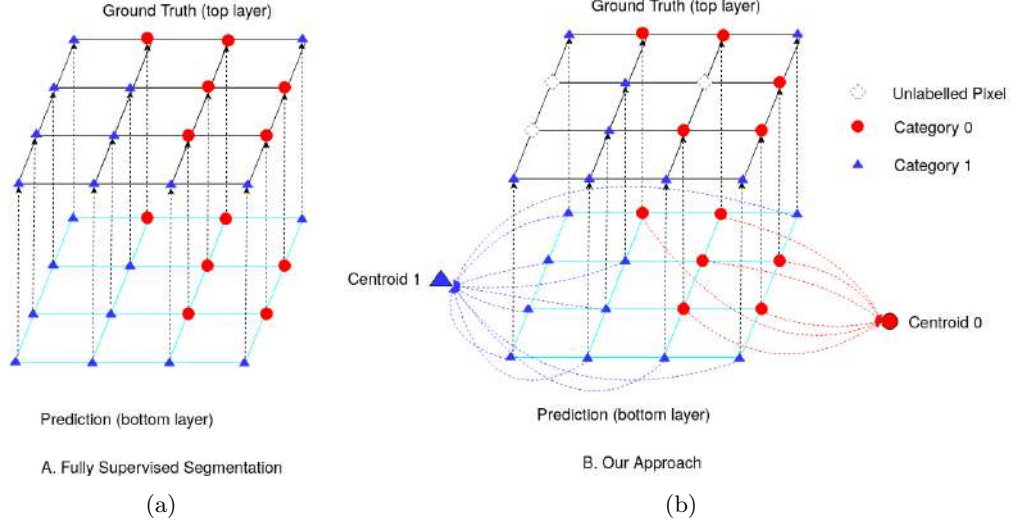 Ground Truth (top layer)
Prediction (bottom layer)
A. Fully Supervised Segmentation
(a)
Ground Truth (top layer)
Unlabelled Pixel
Category 0
Category 1
Centroid 1
Centroid 0
Prediction (bottom layer)
B. Our Approach
(b)